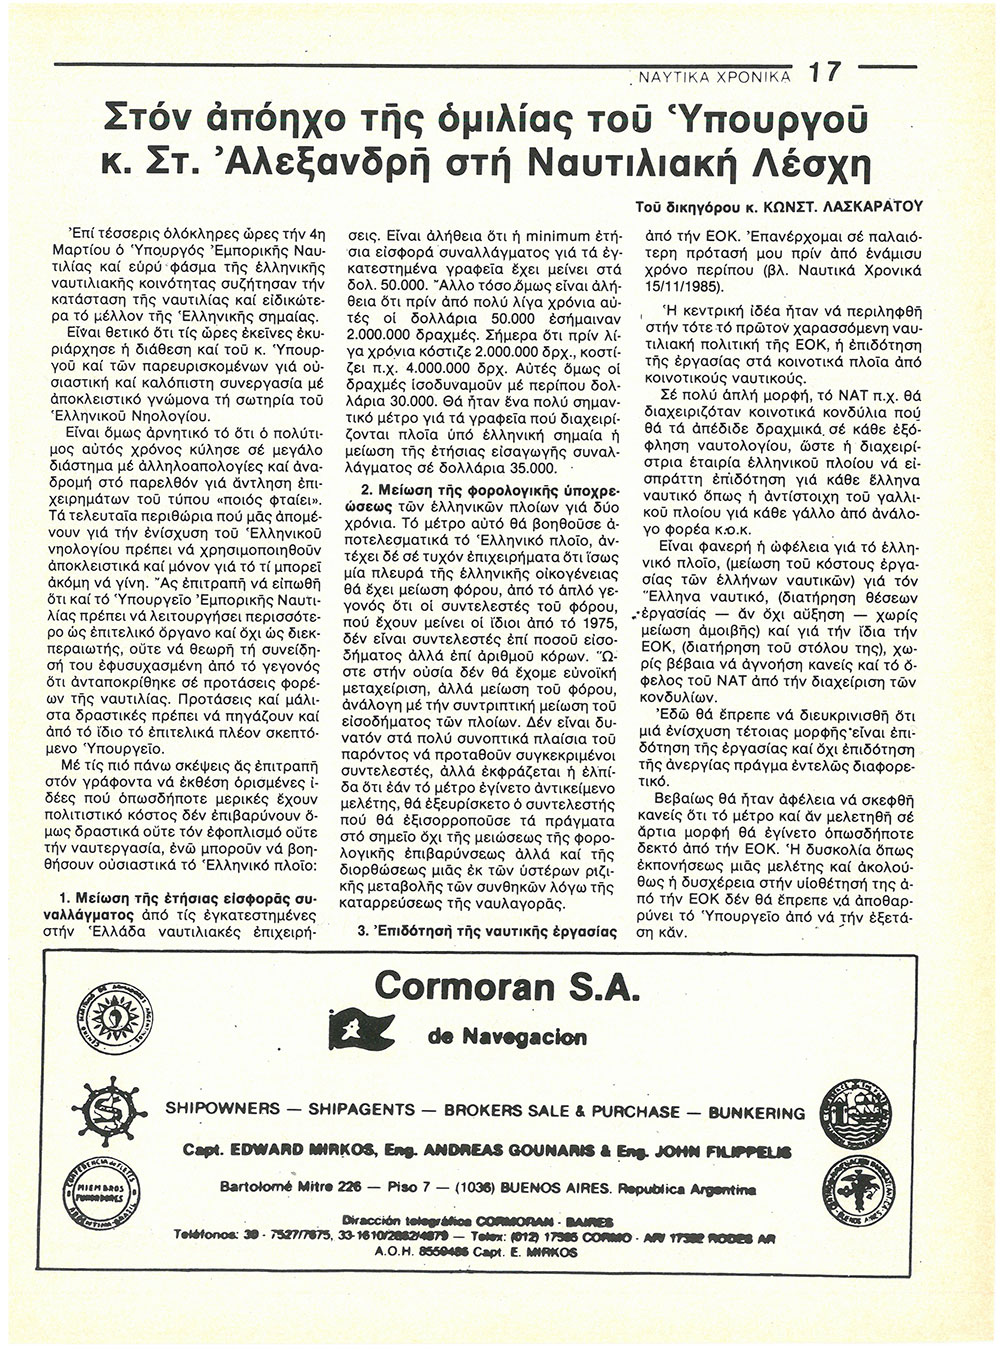 ΝΑΥΤΙΚΑ ΧΡΟΝΙΚΑ 17
Στόν ἀπόηχο τῆς ὁμιλίας τοῦ Ὑπουργοῦ
κ. Στ. Ἀλεξανδρῆ στή Ναυτιλιακή Λέσχη
Τοῦ δικηγόρου κ. ΚΩΝΣΤ. ΛΑΣΚΑΡΑΤΟΥ
Ἐπί τέσσερις ὁλόκληρες ὧρες τήν 4η
Μαρτίου ὁ Ὑπουργός Ἐμπορικῆς Ναυ-
τιλίας καί εὐρύ φάσμα τῆς ἑλληνικῆς
ναυτιλιακῆς κοινότητας συζήτησαν τήν
κατάσταση τῆς ναυτιλίας καί εἰδικώτε-
ρα τό μέλλον τῆς Ἑλληνικῆς σημαίας.
Εἶναι θετικό ὅτι τίς ὧρες ἐκεῖνες ἐκυ-
ριάρχησε ἡ διάθεση καί τοῦ κ. Ὑπουρ-
γοῦ καί τῶν παρευρισκομένων γιά οὐ-
σιαστική καί καλόπιστη συνεργασία μέ
ἀποκλειστικό γνώμονα τή σωτηρία τοῦ
Ἑλληνικοῦ Νηολογίου.
Εἶναι ὅμως ἀρνητικό τό ὅτι ὁ πολύτι-
μος αὐτός χρόνος κύλησε σέ μεγάλο
διάστημα μέ ἀλληλοαπολογίες καί ἀνα-
δρομή στό παρελθόν γιά ἄντληση ἐπι-
χειρημάτων τοῦ τύπου «ποιός φταίει».
Τά τελευταῖα περιθώρια πού μᾶς ἀπομέ-
νουν γιά τήν ἐνίσχυση τοῦ Ἑλληνικοῦ
νηολογίου πρέπει νά χρησιμοποιηθοῦν
ἀποκλειστικά καί μόνον γιά τό τί μπορεῖ
ἀκόμη νά γίνη. Ἄς ἐπιτραπῆ νά εἰπωθῆ
ὅτι καί τό Ὑπουργεῖο Ἐμπορικῆς Ναυτι-
λίας πρέπει νά λειτουργήσει περισσότε-
ρο ὡς ἐπιτελικό ὄργανο καί ὄχι ὡς διεκ-
περαιωτής, οὔτε νά θεωρῆ τή συνείδη-
σή του ἐφυσυχασμένη ἀπό τό γεγονός
ὅτι ἀνταποκρίθηκε σέ προτάσεις φορέ-
ων τῆς ναυτιλίας. Προτάσεις καί μάλι-
στα δραστικές πρέπει νά πηγάζουν καί
ἀπό τό ἴδιο τό ἐπιτελικά πλέον σκεπτό-
μενο Ὑπουργεῖο.
Μέ τίς πιό πάνω σκέψεις ἄς ἐπιτραπῆ
στόν γράφοντα νά ἐκθέση ὁρισμένες ἰ-
δέες πού ὁπωσδήποτε μερικές ἔχουν
πολιτιστικό κόστος δέν ἐπιβαρύνουν ὅ-
μως δραστικά οὔτε τόν ἐφοπλισμό οὔτε
τήν ναυτεργασία, ἐνῶ μποροῦν νά βοη-
θήσουν οὐσιαστικά τό Ἑλληνικό πλοῖο:
1. Μείωση τῆς ἐτήσιας εἰσφορᾶς συ-
ναλλάγματος ἀπό τίς ἐγκατεστημένες
στήν Ἑλλάδα ναυτιλιακές ἐπιχειρή-
σεις. Εἶναι ἀλήθεια ὅτι ἡ minimum ἐτή-
σια εἰσφορά συναλλάγματος γιά τά ἐγ-
κατεστημένα γραφεῖα ἔχει μείνει στά
δολ. 50.000. Ἄλλο τόσο ὅμως εἶναι ἀλή-
θεια ὅτι πρίν ἀπό πολύ λίγα χρόνια αὐ-
τές οἱ δολλάρια 50.000 ἐσήμαιναν
2.000.000 δραχμές. Σήμερα ὅτι πρίν λί-
γα χρόνια κόστιζε 2.000.000 δρχ., κοστί-
ζει π.χ. 4.000.000 δρχ. Αὐτές ὅμως οἱ
δραχμές ἰσοδυναμοῦν μέ περίπου δολ-
λάρια 30.000. Θά ἦταν ἕνα πολύ σημαν-
τικό μέτρο γιά τά γραφεῖα πού διαχειρί-
ζονται πλοῖα ὑπό ἑλληνική σημαία ἡ
μείωση τῆς ἐτήσιας εἰσαγωγῆς συναλ-
λάγματος σέ δολλάρια 35.000.
2. Μείωση τῆς φορολογικῆς ὑποχρε-
ώσεως τῶν ἑλληνικῶν πλοίων γιά δύο
χρόνια. Τό μέτρο αὐτό θά βοηθοῦσε ἀ-
ποτελεσματικά τό Ἑλληνικό πλοῖο, ἀν-
τέχει δέ σέ τυχόν ἐπιχειρήματα ὅτι ἴσως
μία πλευρά τῆς ἑλληνικῆς οἰκογένειας
θά ἔχει μείωση φόρου, ἀπό τό ἁπλό γε-
γονός ὅτι οἱ συντελεστές τοῦ φόρου,
πού ἔχουν μείνει οἱ ἴδιοι ἀπό τό 1975,
δέν εἶναι συντελεστές ἐπί ποσοῦ εἰσο-
δήματος ἀλλά ἐπί ἀριθμοῦ κόρων. Ὥ-
στε στήν οὐσία δέν θά ἔχομε εὐνοϊκή
μεταχείριση, ἀλλά μείωση τοῦ φόρου,
ἀνάλογη μέ τήν συντριπτική μείωση τοῦ
εἰσοδήματος τῶν πλοίων. Δέν εἶναι δυ-
νατόν στά πολύ συνοπτικά πλαίσια τοῦ
παρόντος νά προταθοῦν συγκεκριμένοι
συντελεστές, ἀλλά ἐκφράζεται ἡ ἐλπί-
δα ὅτι ἐάν τό μέτρο ἐγίνετο ἀντικείμενο
μελέτης, θά ἐξευρίσκετο ὁ συντελεστής
πού θά ἐξισορροποῦσε τά πράγματα
στό σημεῖο ὄχι τῆς μειώσεως τῆς φορο-
λογικῆς ἐπιβαρύνσεως ἀλλά καί τῆς
διορθώσεως μιᾶς ἐκ τῶν ὑστέρων ριζι-
κῆς μεταβολῆς τῶν συνθηκῶν λόγω τῆς
καταρρεύσεως τῆς ναυλαγορᾶς.
3. Ἐπιδότηση τῆς ναυτικῆς ἐργασίας
ἀπό τήν ΕΟΚ. Ἐπανέρχομαι σέ παλαιό-
τερη πρότασή μου πρίν ἀπό ἑνάμισυ
χρόνο περίπου (βλ. Ναυτικά Χρονικά
15/11/1985).
Ἡ κεντρική ἰδέα ἦταν νά περιληφθῆ
στήν τότε τό πρῶτον χαρασσόμενη ναυ-
τιλιακή πολιτική τῆς ΕΟΚ, ἡ ἐπιδότηση
τῆς ἐργασίας στά κοινοτικά πλοῖα ἀπό
κοινοτικούς ναυτικούς.
Σέ πολύ ἁπλή μορφή, τό ΝΑΤ π.χ. θά
διαχειριζόταν κοινοτικά κονδύλια πού
θά τά ἀπέδιδε δραχμικά σέ κάθε ἐξό-
φληση ναυτολογίου, ὥστε ἡ διαχειρί-
στρια ἑταιρία ἑλληνικοῦ πλοίου νά εἰ-
σπράττη ἐπιδότηση γιά κάθε ἕλληνα
ναυτικό ὅπως ἡ ἀντίστοιχη τοῦ γαλλι-
κοῦ πλοίου γιά κάθε γάλλο ἀπό ἀνάλο-
γο φορέα κ.ο.κ.
Εἶναι φανερή ἡ ὠφέλεια γιά τό ἑλλη-
νικό πλοῖο, (μείωση τοῦ κόστους ἐργα-
σίας τῶν ἑλλήνων ναυτικῶν) γιά τόν
Ἕλληνα ναυτικό, (διατήρηση θέσεων
ἐργασίας — ἄν ὄχι αὔξηση — χωρίς
μείωση ἀμοιβῆς) καί γιά τήν ἴδια τήν
ΕΟΚ, (διατήρηση τοῦ στόλου της), χω-
ρίς βέβαια νά ἀγνοήση κανείς καί τό ὄ-
φελος τοῦ ΝΑΤ ἀπό τήν διαχείριση τῶν
κονδυλίων.
Ἐδῶ θά ἔπρεπε νά διευκρινισθῆ ὅτι
μιά ἐνίσχυση τέτοιας μορφῆς εἶναι ἐπι-
δότηση τῆς ἐργασίας καί ὄχι ἐπιδότηση
τῆς ἀνεργίας πράγμα ἐντελῶς διαφορε-
τικό.
Βεβαίως θά ἦταν ἀφέλεια νά σκεφθῆ
κανείς ὅτι τό μέτρο καί ἄν μελετηθῆ σέ
ἄρτια μορφή θά ἐγίνετο ὁπωσδήποτε
δεκτό ἀπό τήν ΕΟΚ. Ἡ δυσκολία ὅπως
ἐκπονήσεως μιᾶς μελέτης καί ἀκολού-
θως ἡ δυσχέρεια στήν υἱοθέτησή της ἀ-
πό τήν ΕΟΚ δέν θά ἔπρεπε νά ἀποθαρ-
ρύνει τό Ὑπουργεῖο ἀπό νά τήν ἐξετά-
ση κἄν.
Cormoran S.A.
de Navegacion
SHIPOWNERS — SHIPAGENTS — BROKERS SALE & PURCHASE — BUNKERING
Capt. EDWARD MIRKOS, Eng. ANDREAS GOUNARIS & Eng. JOHN FILIPPELIS
Bartolomé Mitre 226 — Piso 7 — (1036) BUENOS AIRES. Republica Argentina
Dirección telegráfica CORMORAN - BAIRES
Teléfonos: 30 - 7527/7675, 33-1610/2882/4879 — Telex: (012) 17585 CORMO - AR/ 17382 RODES AR
A.O.H. 8559486 Capt. E. MIRKOS
MIEMBROS
FUNDADORES